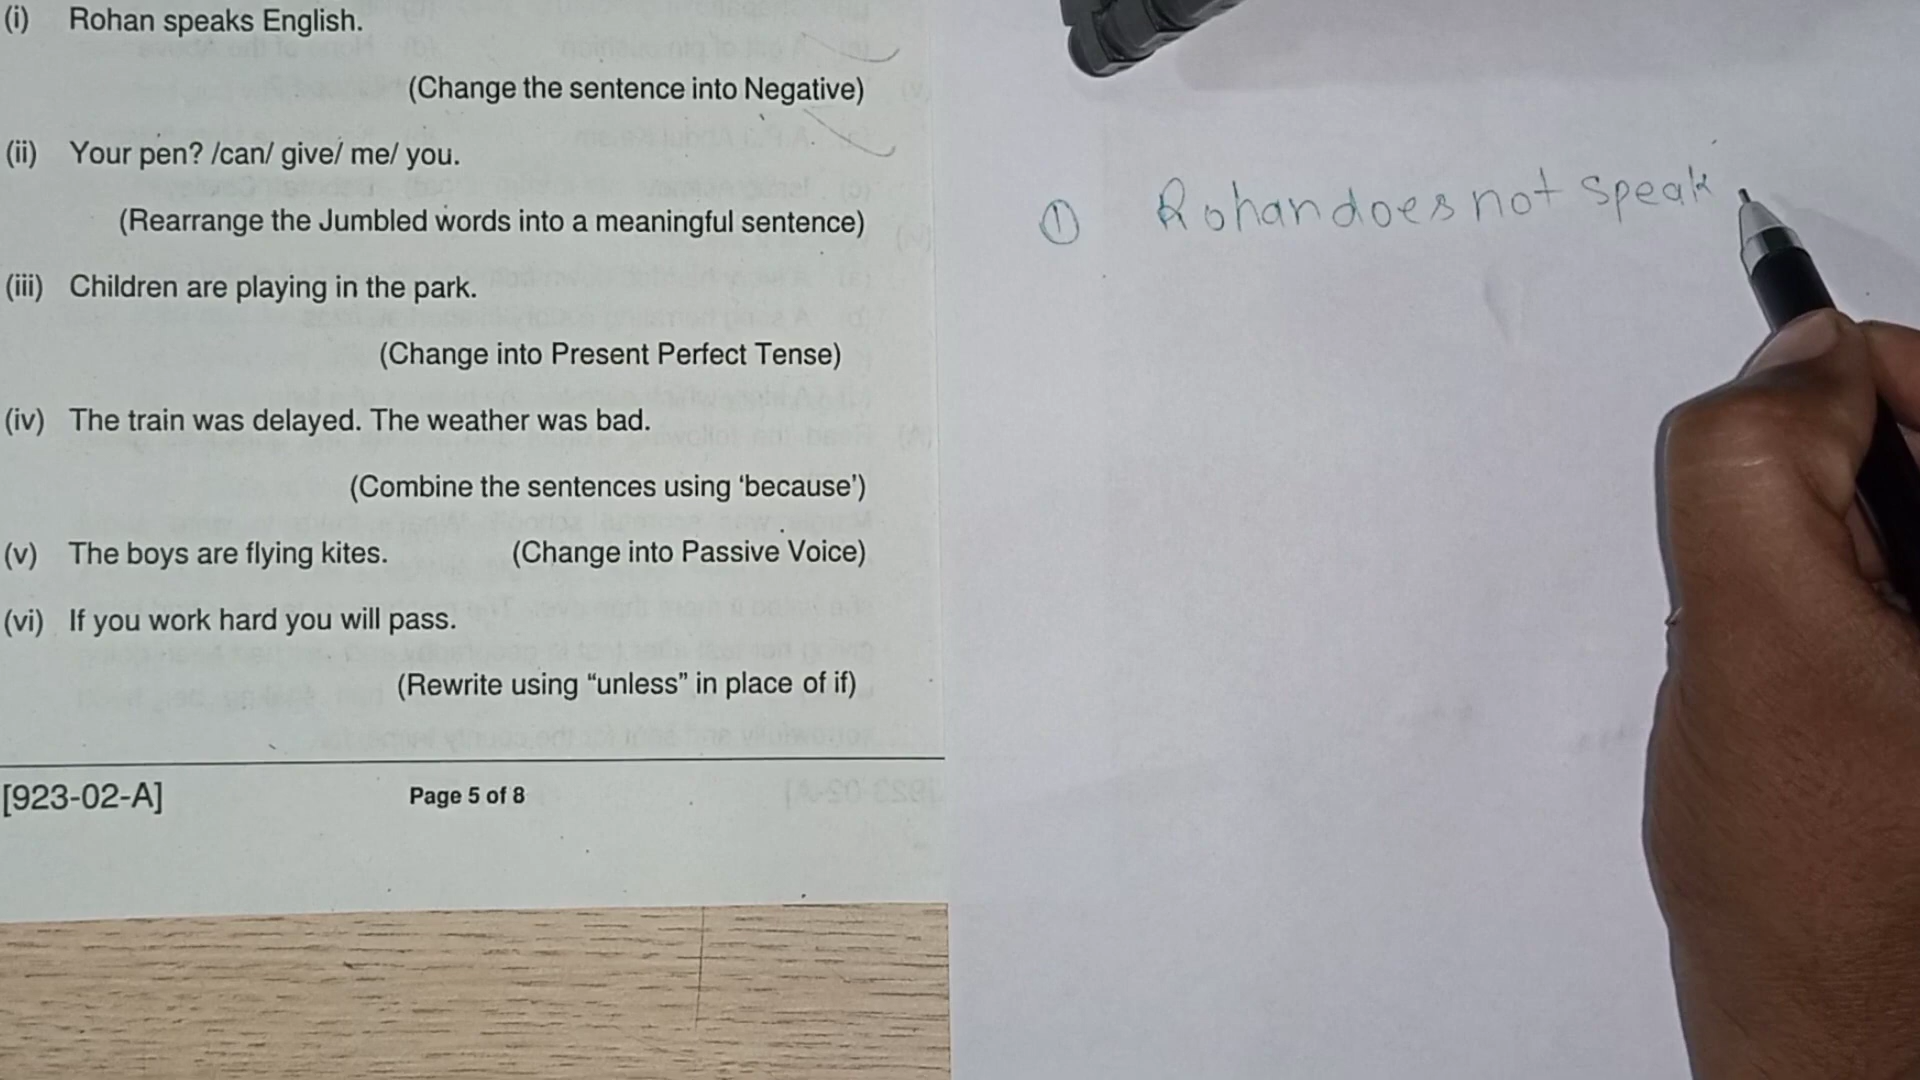 (i) Rohan speaks English.
(Change the sentence into Negative)
(ii) Your pen? /can/ give/ me/ you.
(Rearrange the Jumbled words into a meaningful sentence)
(iii) Children are playing in the park.
(Change into Present Perfect Tense)
(iv) The train was delayed. The weather was bad.
(Combine the sentences using ‘because’)
(v) The boys are flying kites. (Change into Passive Voice)
(vi) If you work hard you will pass.
(Rewrite using “unless” in place of if)
[923-02-A] Page 5 of 8
① Rohan does not speak